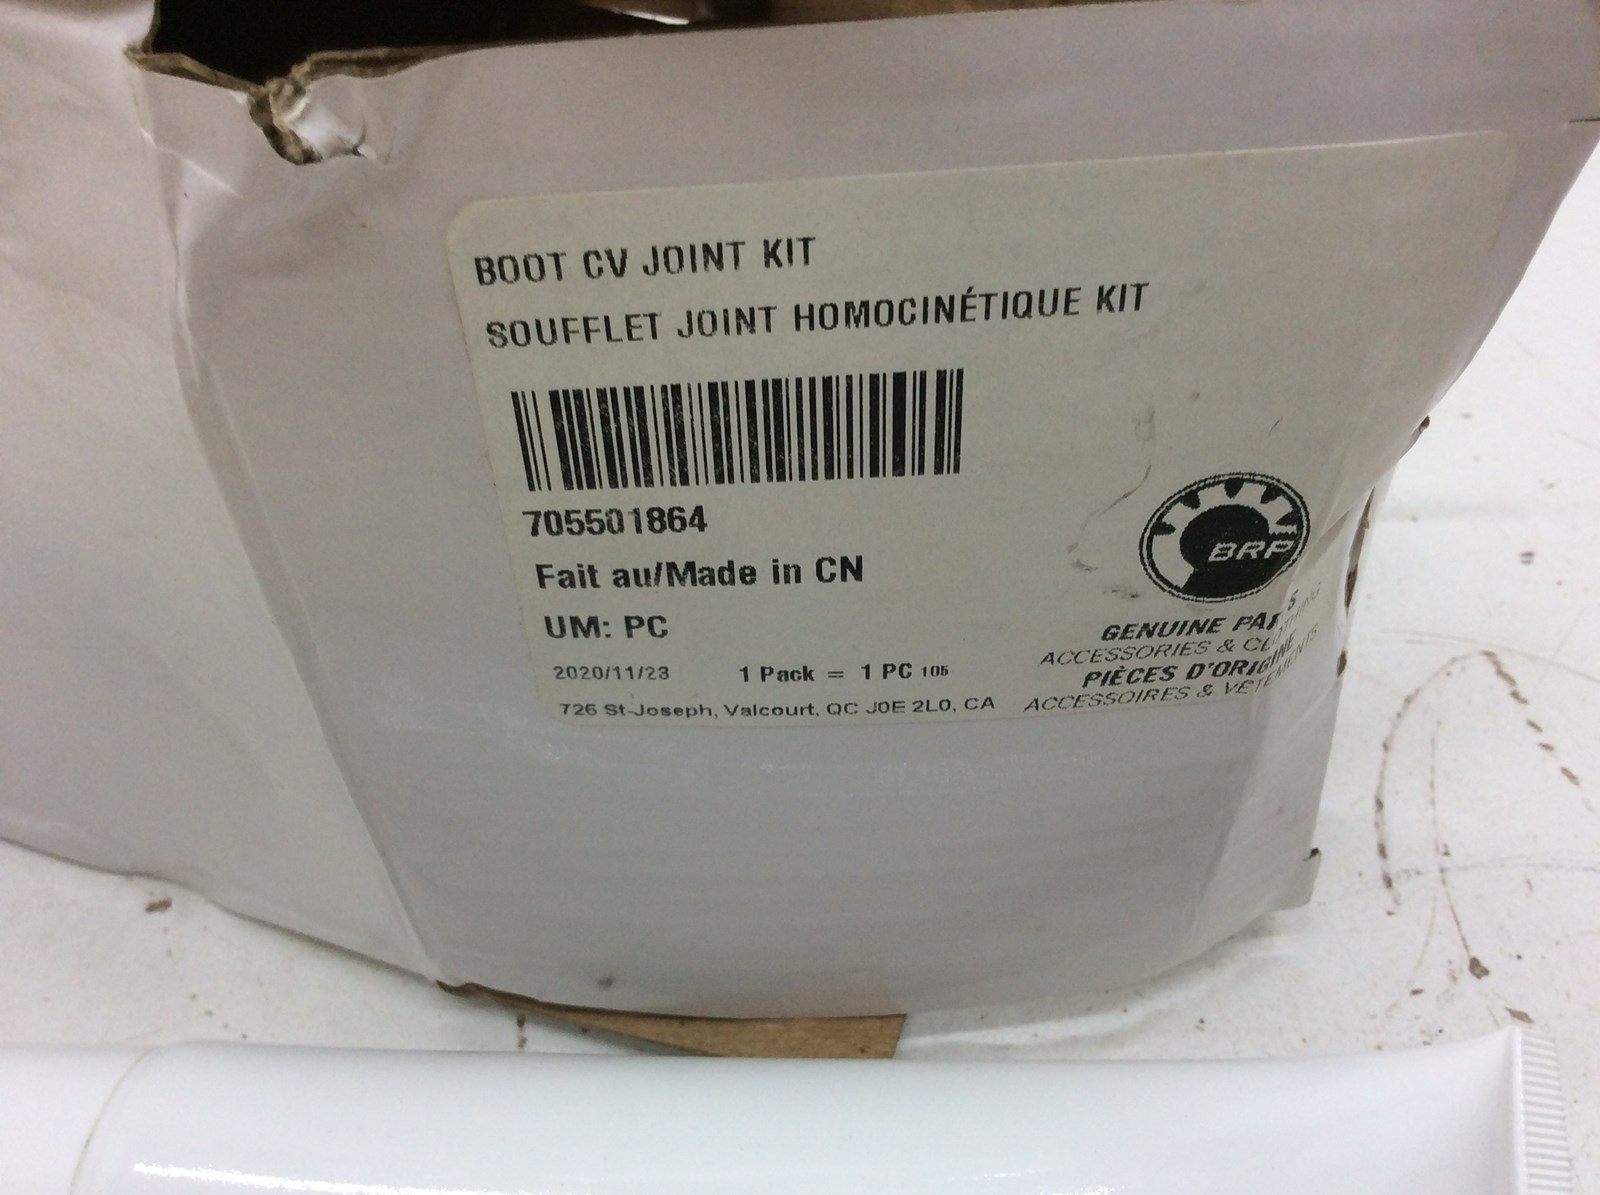 BOOT CV JOINT KIT
SOUFFLET JOINT HOMOCINÉTIQUE KIT
705501864
Fait au/Made in CN
UM: PC
2020/11/23 1 Pack = 1 PC 105
726 St-Joseph, Valcourt, QC J0E 2L0, CA
BRP
GENUINE PARTS
ACCESSORIES & CLOTHING
PIÈCES D'ORIGINE
ACCESSOIRES & VÊTEMENTS